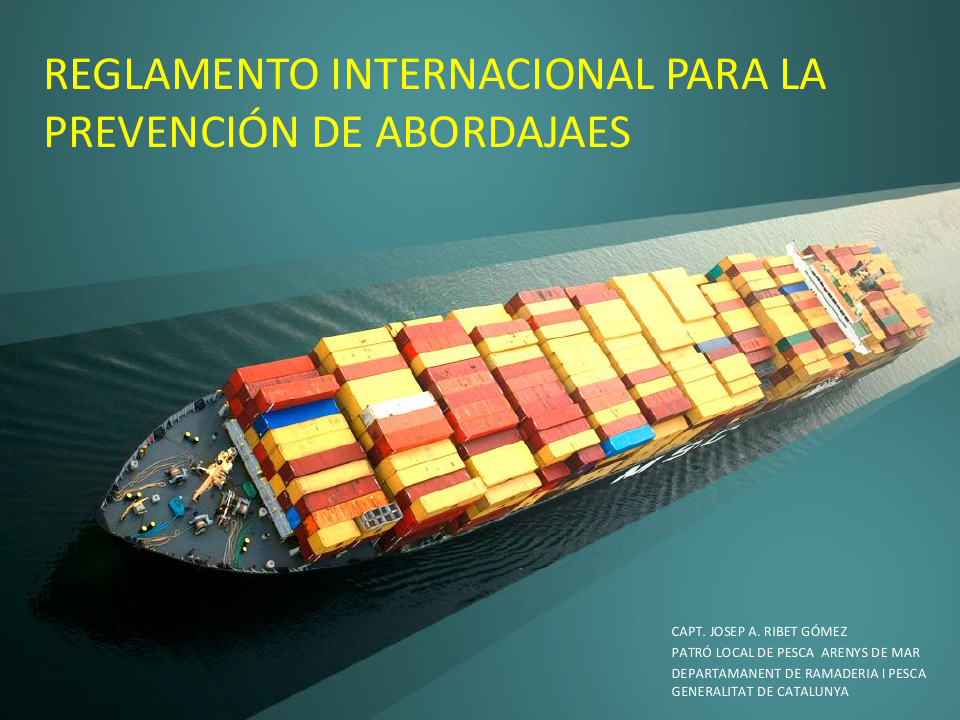 REGLAMENTO INTERNACIONAL PARA LA
PREVENCIÓN DE ABORDAJAES
M S C
CAPT. JOSEP A. RIBET GÓMEZ
PATRÓ LOCAL DE PESCA ARENYS DE MAR
DEPARTAMANENT DE RAMADERIA I PESCA
GENERALITAT DE CATALUNYA